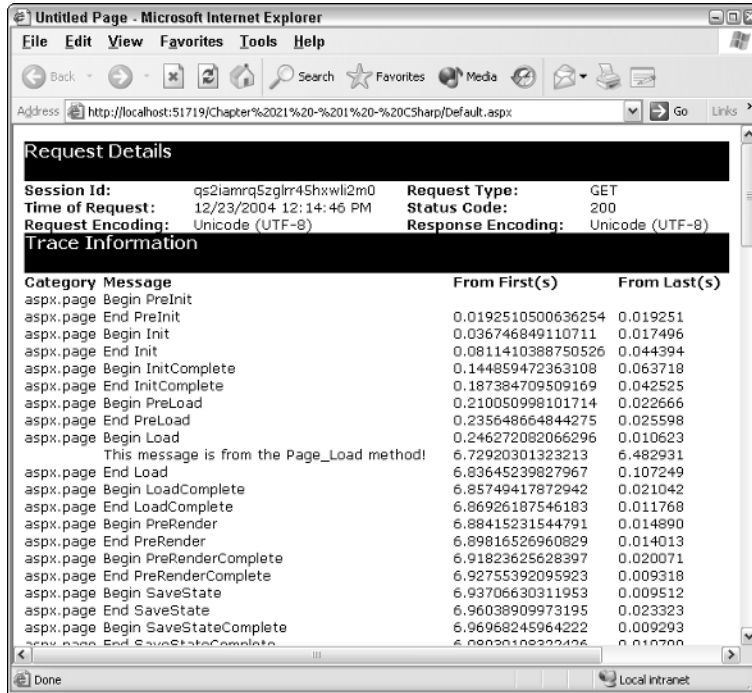 Untitled Page - Microsoft Internet Explorer
File Edit View Favorites Tools Help
Back Search Favorites Media
Address http://localhost:51719/Chapter%2021%20-%201%20-%20CSharp/Default.aspx Go Links
Request Details
Session Id: qs2iamrq5zglrr45hxwli2m0 Request Type: GET
Time of Request: 12/23/2004 12:14:46 PM Status Code: 200
Request Encoding: Unicode (UTF-8) Response Encoding: Unicode (UTF-8)
Trace Information
Category Message From First(s) From Last(s)
aspx.page Begin PreInit
aspx.page End PreInit 0.0192510500636254 0.019251
aspx.page Begin Init 0.036746849110711 0.017496
aspx.page End Init 0.0811410388750526 0.044394
aspx.page Begin InitComplete 0.144859472363108 0.063718
aspx.page End InitComplete 0.187384709509169 0.042525
aspx.page Begin PreLoad 0.210050998101714 0.022666
aspx.page End PreLoad 0.235648664844275 0.025598
aspx.page Begin Load 0.246272082066296 0.010623
This message is from the Page_Load method! 6.72920301323213 6.482931
aspx.page End Load 6.83645239827967 0.107249
aspx.page Begin LoadComplete 6.85749417872942 0.021042
aspx.page End LoadComplete 6.86926187546183 0.011768
aspx.page Begin PreRender 6.88415231544791 0.014890
aspx.page End PreRender 6.89816526960829 0.014013
aspx.page Begin PreRenderComplete 6.91823625628397 0.020071
aspx.page End PreRenderComplete 6.92755392095923 0.009318
aspx.page Begin SaveState 6.93706630311953 0.009512
aspx.page End SaveState 6.96038909973195 0.023323
aspx.page Begin SaveStateComplete 6.96968245964222 0.009293
aspx.page End SaveStateComplete
Done Local intranet